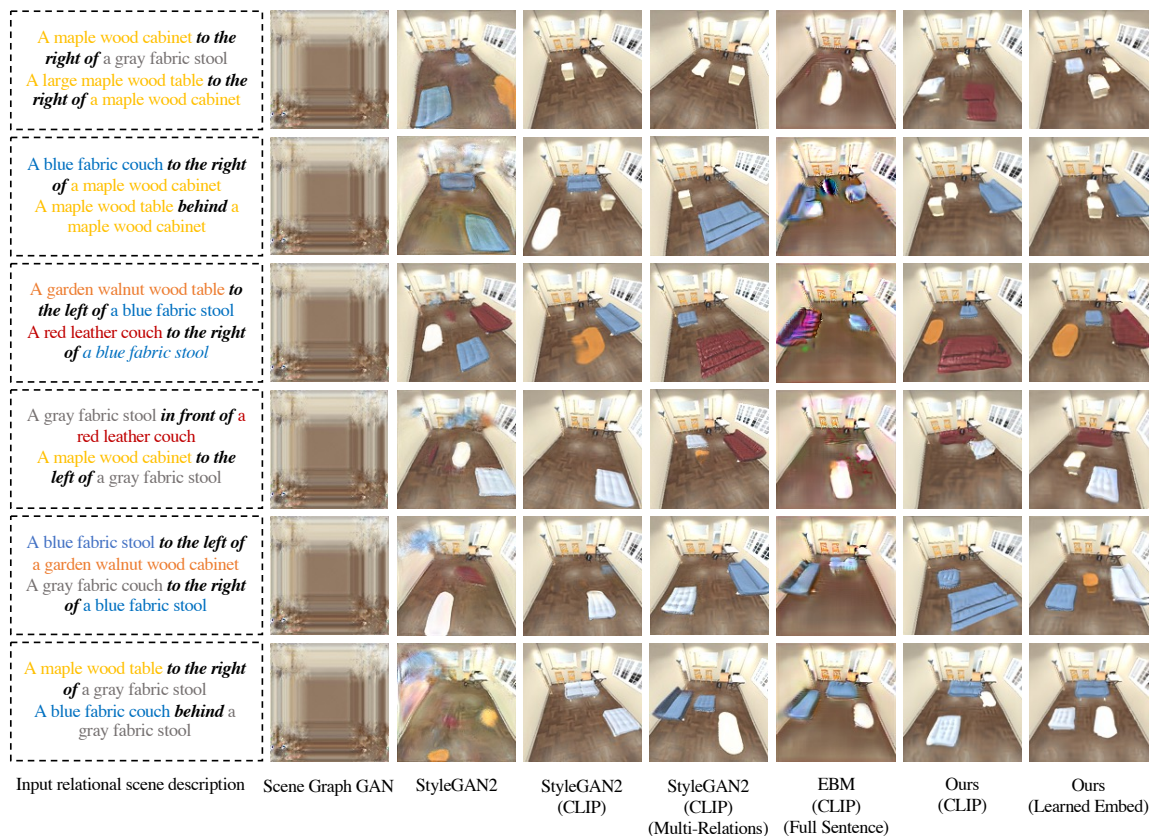 A maple wood cabinet to the
right of a gray fabric stool
A large maple wood table to the
right of a maple wood cabinet
A blue fabric couch to the right
of a maple wood cabinet
A maple wood table behind a
maple wood cabinet
A garden walnut wood table to
the left of a blue fabric stool
A red leather couch to the right
of a blue fabric stool
A gray fabric stool in front of a
red leather couch
A maple wood cabinet to the
left of a gray fabric stool
A blue fabric stool to the left of
a garden walnut wood cabinet
A gray fabric couch to the right
of a blue fabric stool
A maple wood table to the right
of a gray fabric stool
A blue fabric couch behind a
gray fabric stool
Input relational scene description
Scene Graph GAN
StyleGAN2
StyleGAN2
(CLIP)
StyleGAN2
(CLIP)
(Multi-Relations)
EBM
(CLIP)
(Full Sentence)
Ours
(CLIP)
Ours
(Learned Embed)